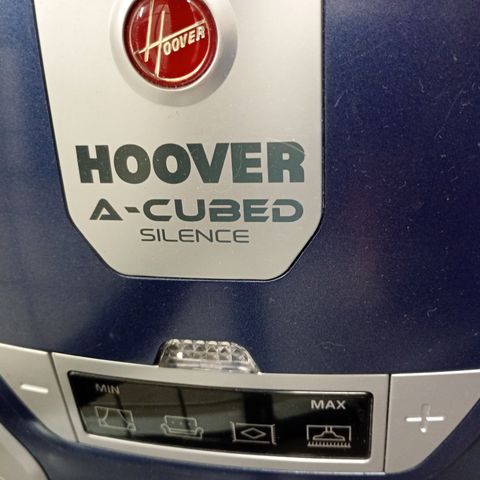 HOOVER
HOOVER
A-CUBED
SILENCE
MIN
MAX